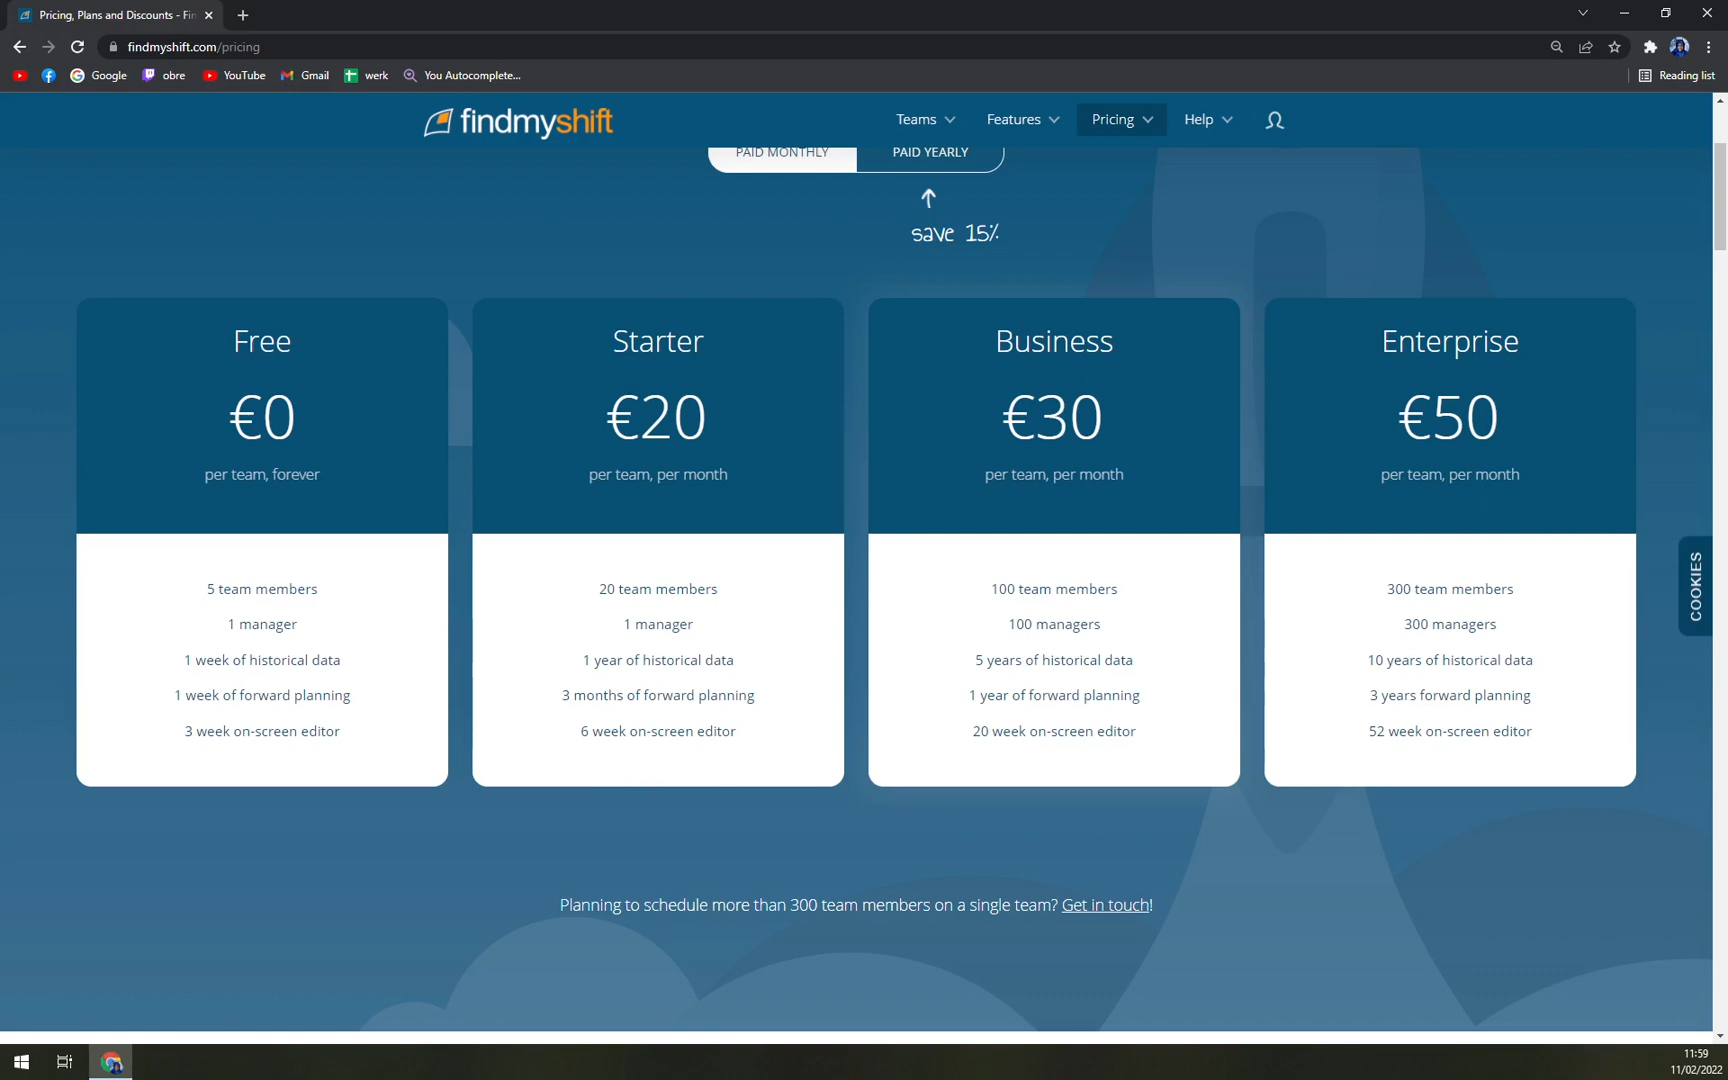 Pricing, Plans and Discounts - Fin
findmyshift.com/pricing
Google
obre
YouTube
Gmail
werk
You Autocomplete...
Reading list
findmyshift
Teams
Features
Pricing
Help
PAID MONTHLY
PAID YEARLY
save 15%
Free
€0
per team, forever
5 team members
1 manager
1 week of historical data
1 week of forward planning
3 week on-screen editor
Starter
€20
per team, per month
20 team members
1 manager
1 year of historical data
3 months of forward planning
6 week on-screen editor
Business
€30
per team, per month
100 team members
100 managers
5 years of historical data
1 year of forward planning
20 week on-screen editor
Enterprise
€50
per team, per month
300 team members
300 managers
10 years of historical data
3 years forward planning
52 week on-screen editor
COOKIES
Planning to schedule more than 300 team members on a single team? Get in touch!
11:59
11/02/2022